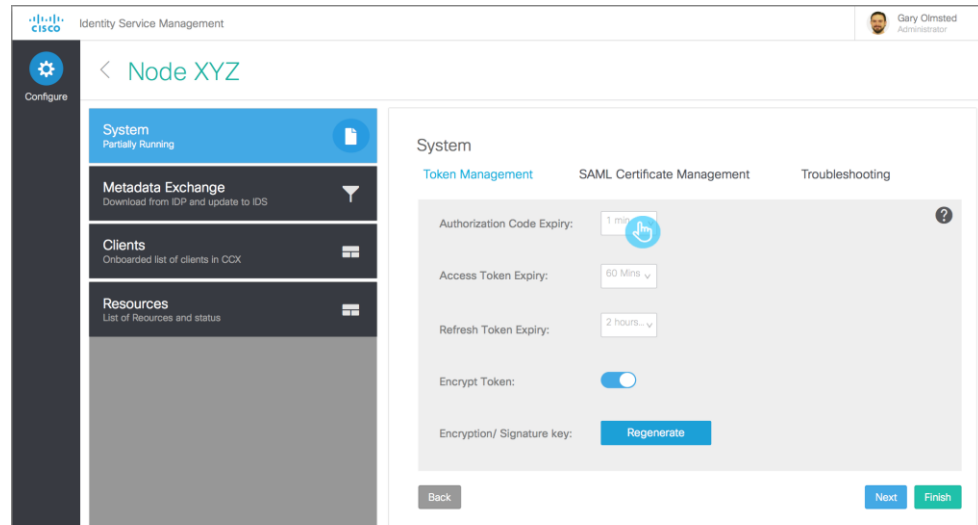 CISCO
Identity Service Management
Gary Olmsted
Administrator
Configure
Node XYZ
System
Partially Running
Metadata Exchange
Download from IDP and update to IDS
Clients
Onboarded list of clients in CCX
Resources
List of Reources and status
System
Token Management
SAML Certificate Management
Troubleshooting
Authorization Code Expiry:
1 min
?
Access Token Expiry:
60 Mins
Refresh Token Expiry:
2 hours..
Encrypt Token:
Encryption/ Signature key:
Regenerate
Back
Next
Finish